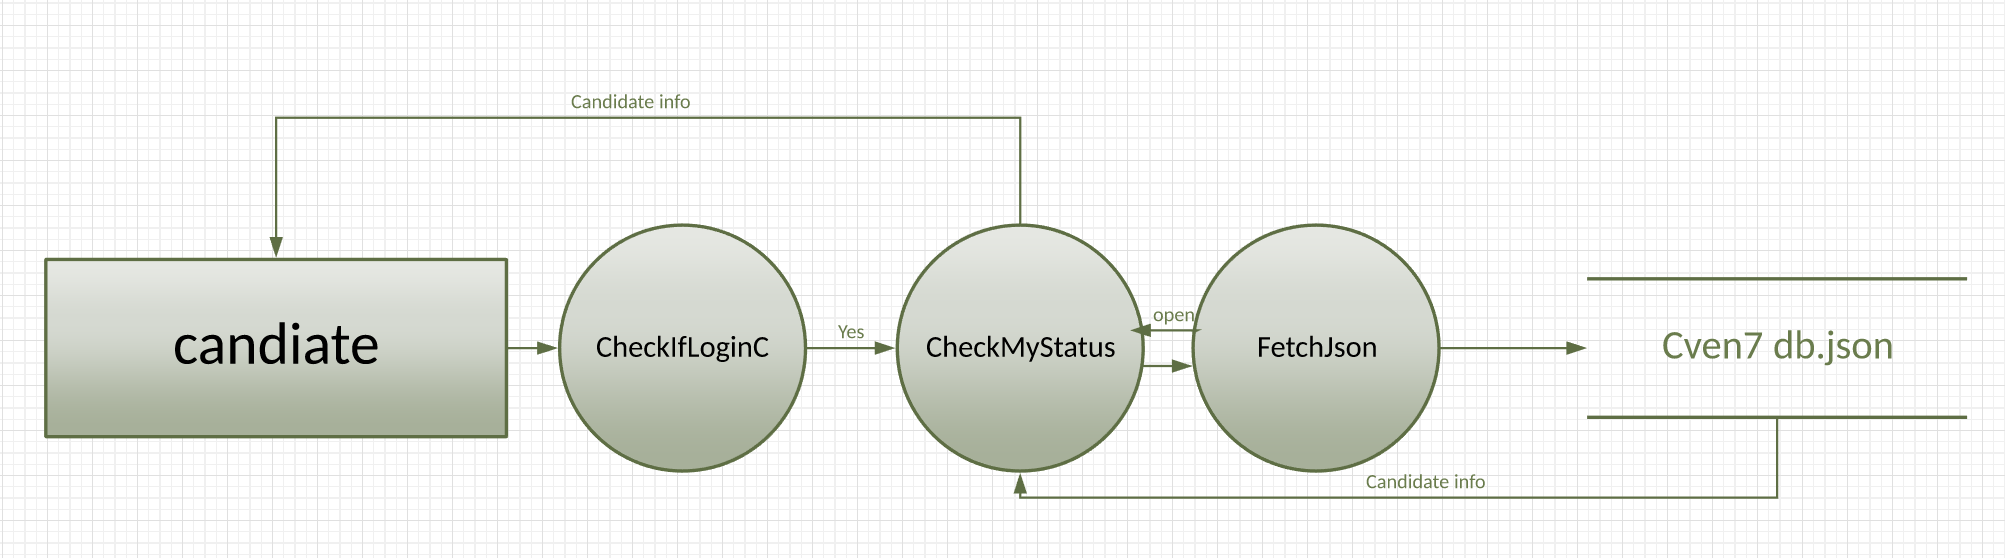 Candidate info
candiate
CheckIfLoginC
Yes
CheckMyStatus
open
FetchJson
Cven7 db.json
Candidate info